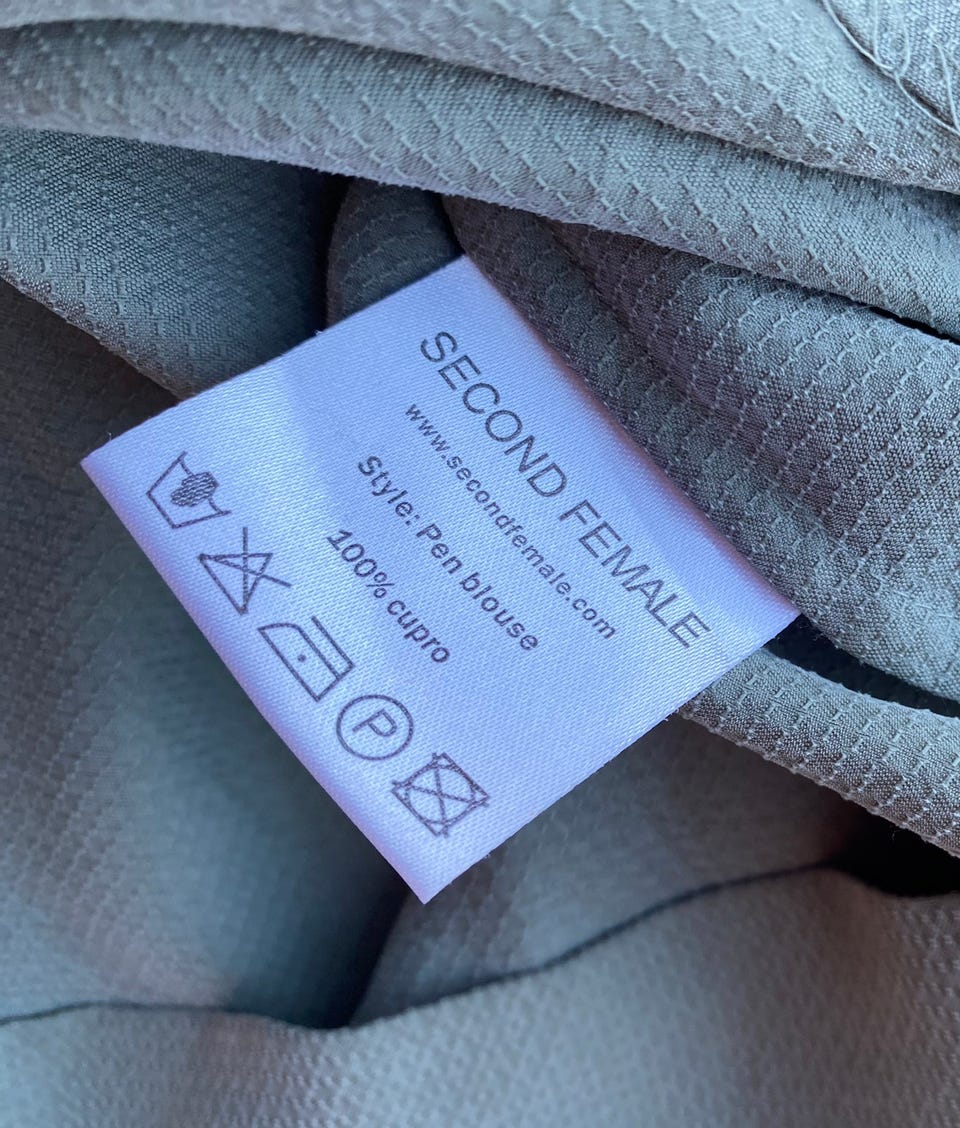 SECOND FEMALE
www.secondfemale.com
Style: Pen blouse
100% cupro
P